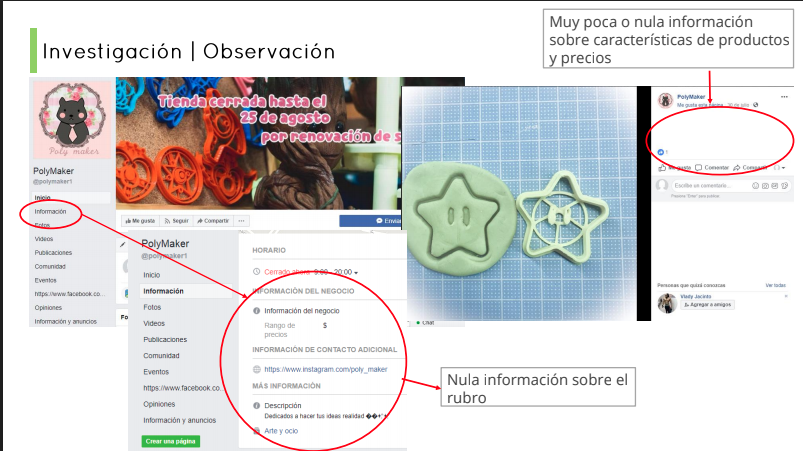 Muy poca o nula información
sobre características de productos
y precios
Investigación | Observación
Poly maker
Tienda cerrada hasta el
25 de agosto
por renovación de s
PolyMaker
@polymaker1
Inicio
Información
Fotos
Videos
Publicaciones
Comunidad
Eventos
https://www.facebook.co...
Opiniones
Información y anuncios
Me gusta
Seguir
Compartir
Enviar
Fo
PolyMaker
@polymaker1
Inicio
Información
Fotos
Videos
Publicaciones
Comunidad
Eventos
https://www.facebook.co...
Opiniones
Información y anuncios
Crear una página
HORARIO
Cerrado ahora 9:00 - 20:00
INFORMACIÓN DEL NEGOCIO
Información del negocio
Rango de $
precios
INFORMACIÓN DE CONTACTO ADICIONAL
https://www.instagram.com/poly_maker
MÁS INFORMACIÓN
Descripción
Dedicados a hacer tus ideas realidad
Arte y ocio
Chat
PolyMaker
Me gusta esta página · 30 de julio
Me gusta Comentar Compartir
Escribe un comentario...
Presiona "Enter" para publicar.
Personas que quizá conozcas Ver todas
Vlady Jacinto
Agregar a amigos
Nula información sobre el
rubro